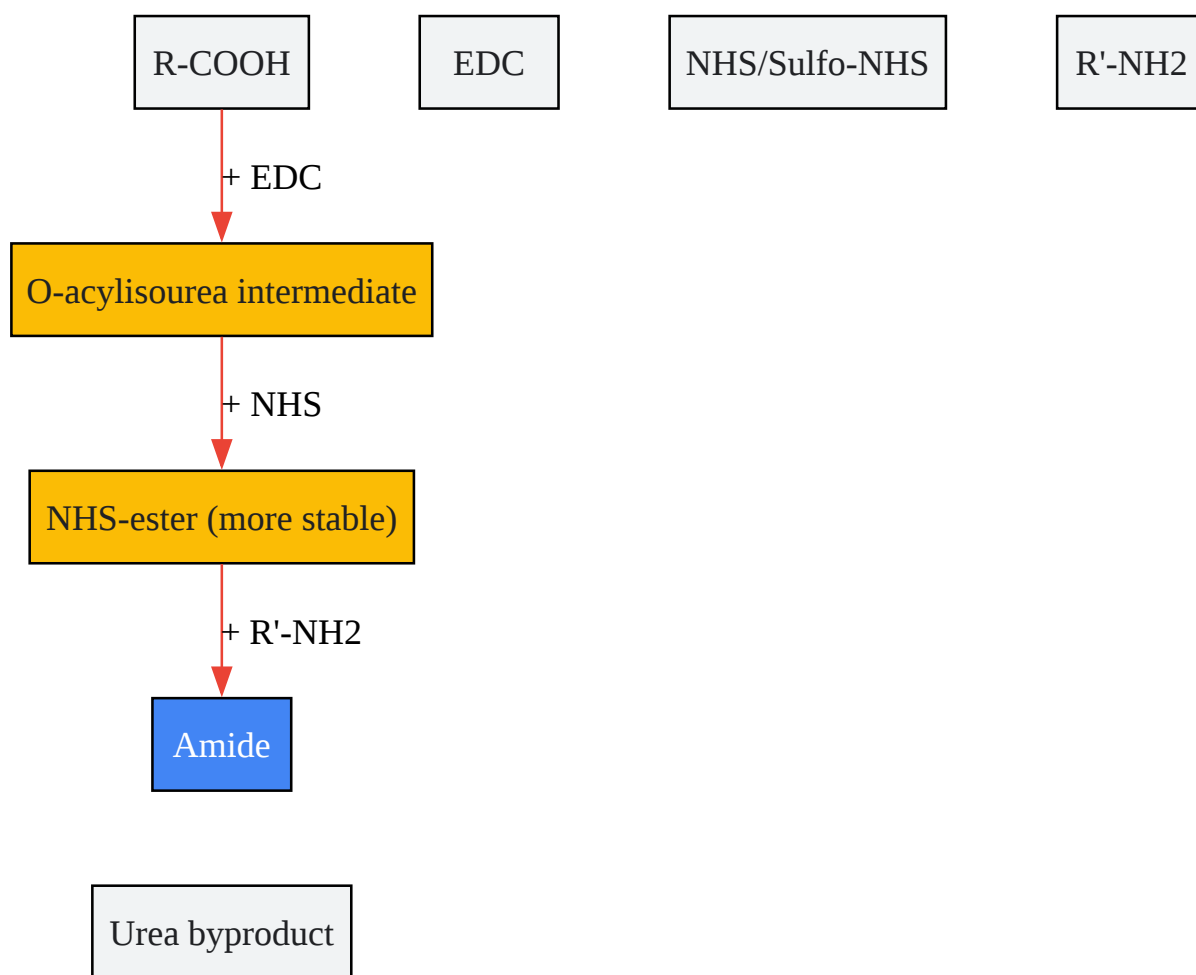 R-COOH
EDC
NHS/Sulfo-NHS
R'-NH2
+ EDC
O-acylisourea intermediate
+ NHS
NHS-ester (more stable)
+ R'-NH2
Amide
Urea byproduct